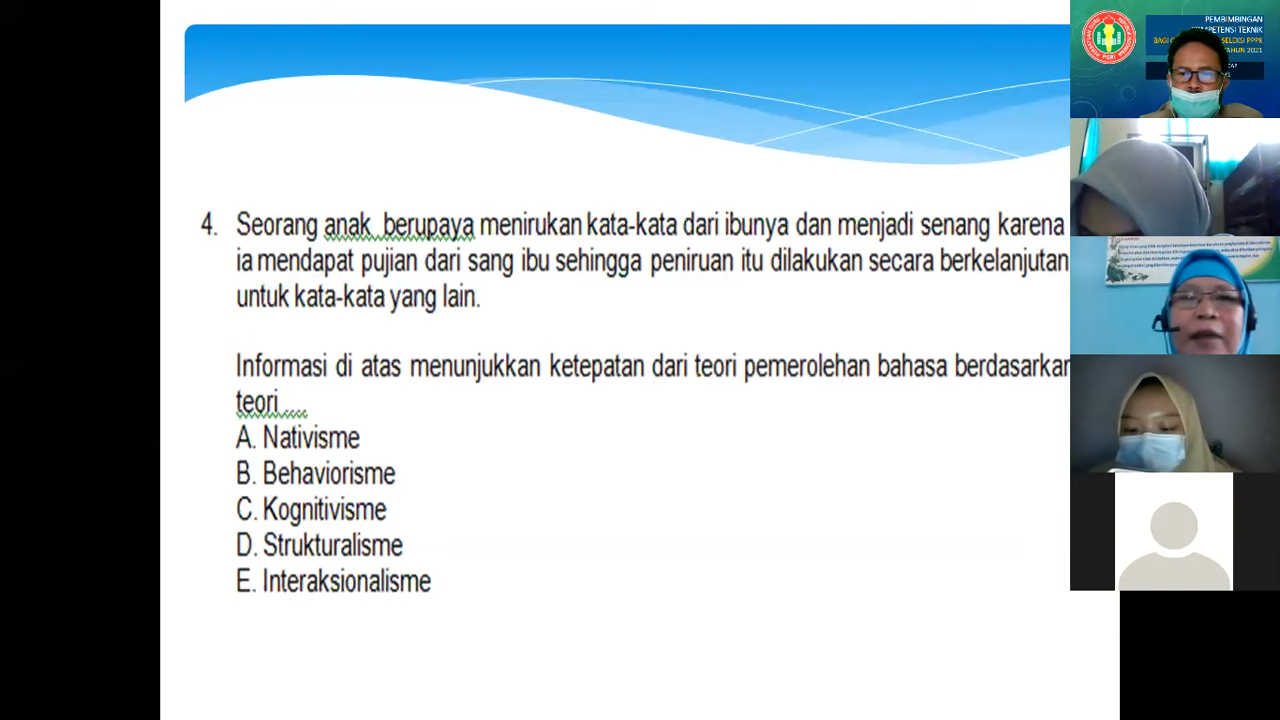 4. Seorang anak berupaya menirukan kata-kata dari ibunya dan menjadi senang karena
ia mendapat pujian dari sang ibu sehingga peniruan itu dilakukan secara berkelanjutan
untuk kata-kata yang lain.
Informasi di atas menunjukkan ketepatan dari teori pemerolehan bahasa berdasarkan
teori ....
A. Nativisme
B. Behaviorisme
C. Kognitivisme
D. Strukturalisme
E. Interaksionalisme
PEMBIMBINGAN
KOMPETENSI TEKNIK
SELEKSI PPPK
TAHUN 2021
PGRI